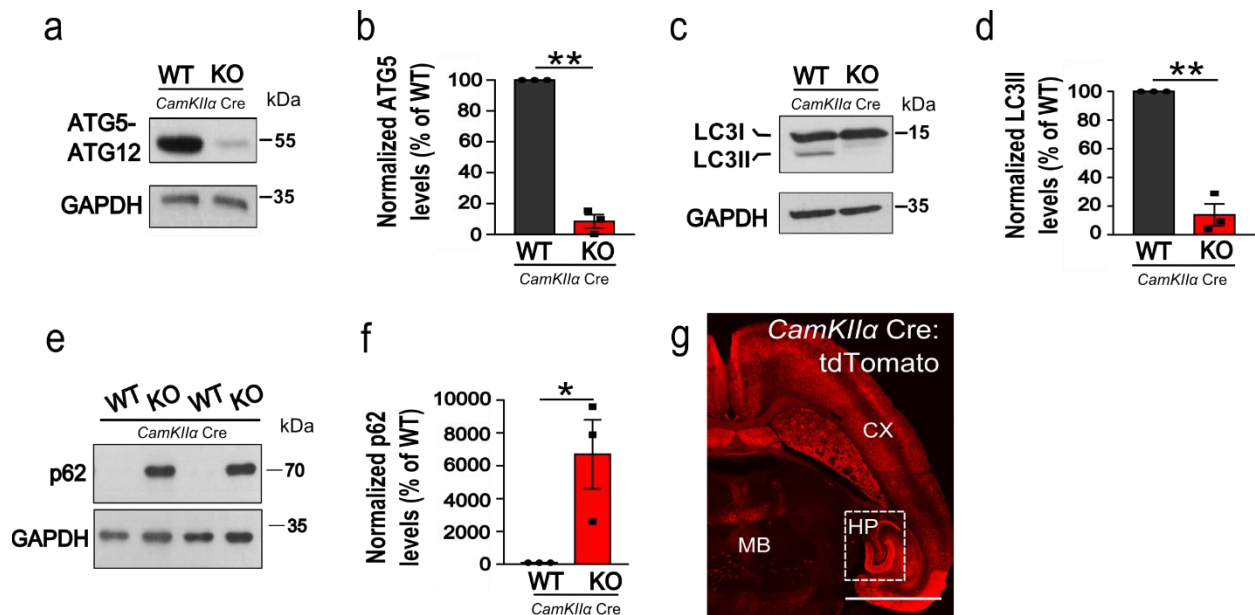 a
WT KO
CamKIIα Cre
kDa
ATG5-
ATG12
55
GAPDH
35
b
**
Normalized ATG5
levels (% of WT)
100
80
60
40
20
0
WT KO
CamKIIα Cre
c
WT KO
CamKIIα Cre
kDa
LC3I
15
LC3II
GAPDH
35
d
**
Normalized LC3II
levels (% of WT)
100
80
60
40
20
0
WT KO
CamKIIα Cre
e
WT KO WT KO
CamKIIα Cre
kDa
p62
70
GAPDH
35
f
*
Normalized p62
levels (% of WT)
10000
8000
6000
4000
2000
0
WT KO
CamKIIα Cre
g
CamKIIα Cre:
tdTomato
CX
HP
MB